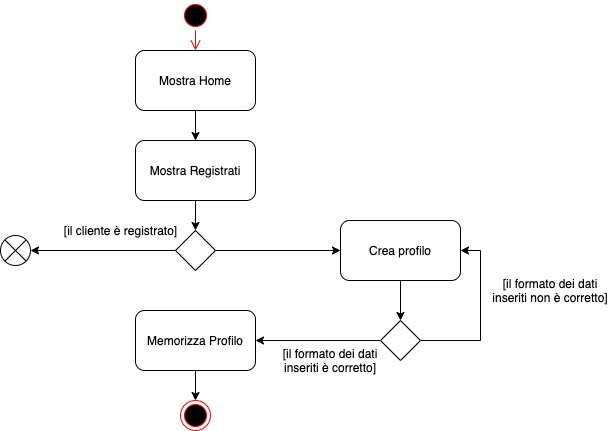 Mostra Home
Mostra Registrati
[il cliente è registrato]
Crea profilo
[il formato dei dati
inseriti non è corretto]
Memorizza Profilo
[il formato dei dati
inseriti è corretto]